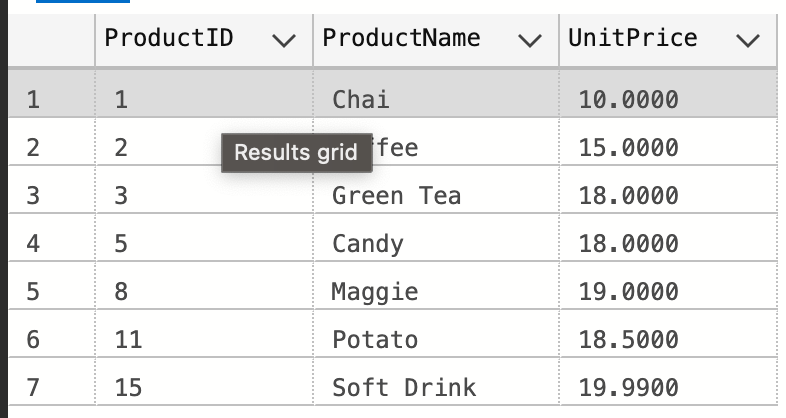 ProductID ProductName UnitPrice
1 1 Chai 10.0000
2 2 15.0000
Results grid
3 3 Green Tea 18.0000
4 5 Candy 18.0000
5 8 Maggie 19.0000
6 11 Potato 18.5000
7 15 Soft Drink 19.9900